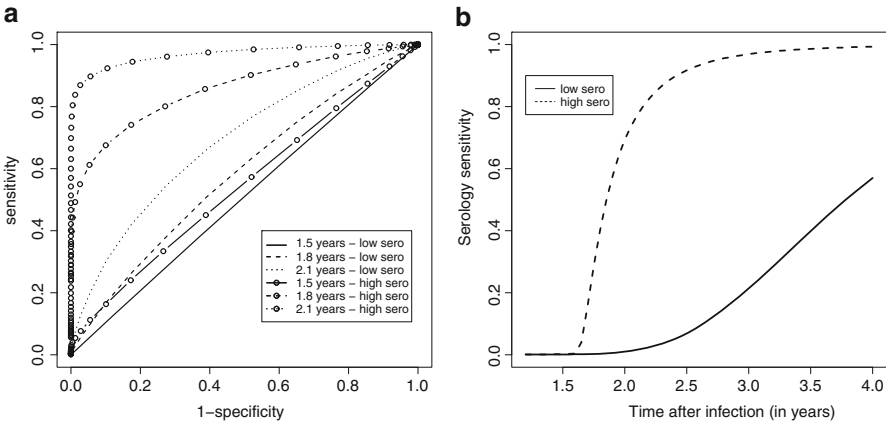 a
1.0
0.8
0.6
0.4
0.2
0.0
sensitivity
1.5 years – low sero
1.8 years – low sero
2.1 years – low sero
1.5 years – high sero
1.8 years – high sero
2.1 years – high sero
0.0 0.2 0.4 0.6 0.8 1.0
1–specificity
b
1.0
0.8
0.6
0.4
0.2
0.0
Serology sensitivity
low sero
high sero
1.5 2.0 2.5 3.0 3.5 4.0
Time after infection (in years)